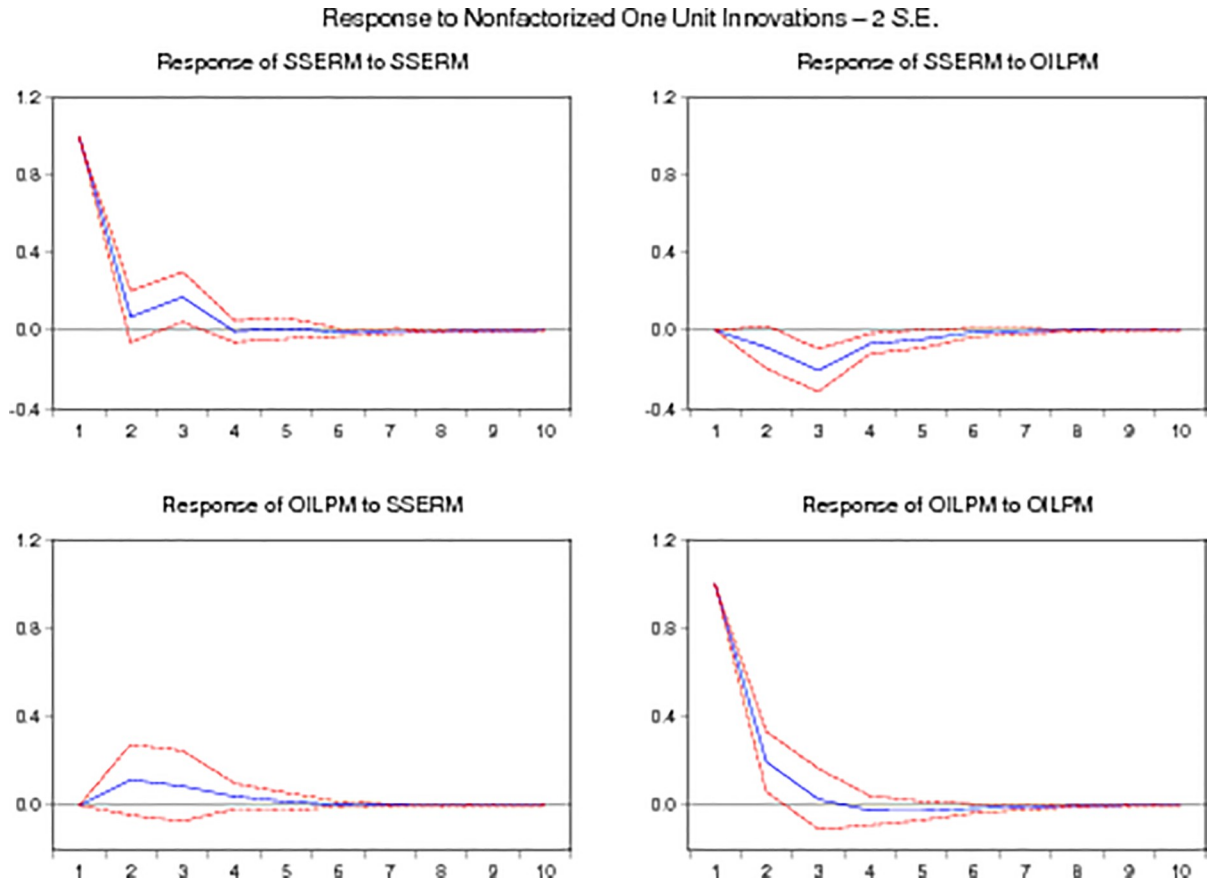 Response to Nonfactorized One Unit Innovations – 2 S.E.
Response of SSERM to SSERM
1.2
0.8
0.4
0.0
-0.4
1 2 3 4 5 6 7 8 9 10
Response of SSERM to OILPM
1.2
0.8
0.4
0.0
-0.4
1 2 3 4 5 6 7 8 9 10
Response of OILPM to SSERM
1.2
0.8
0.4
0.0
1 2 3 4 5 6 7 8 9 10
Response of OILPM to OILPM
1.2
0.8
0.4
0.0
1 2 3 4 5 6 7 8 9 10